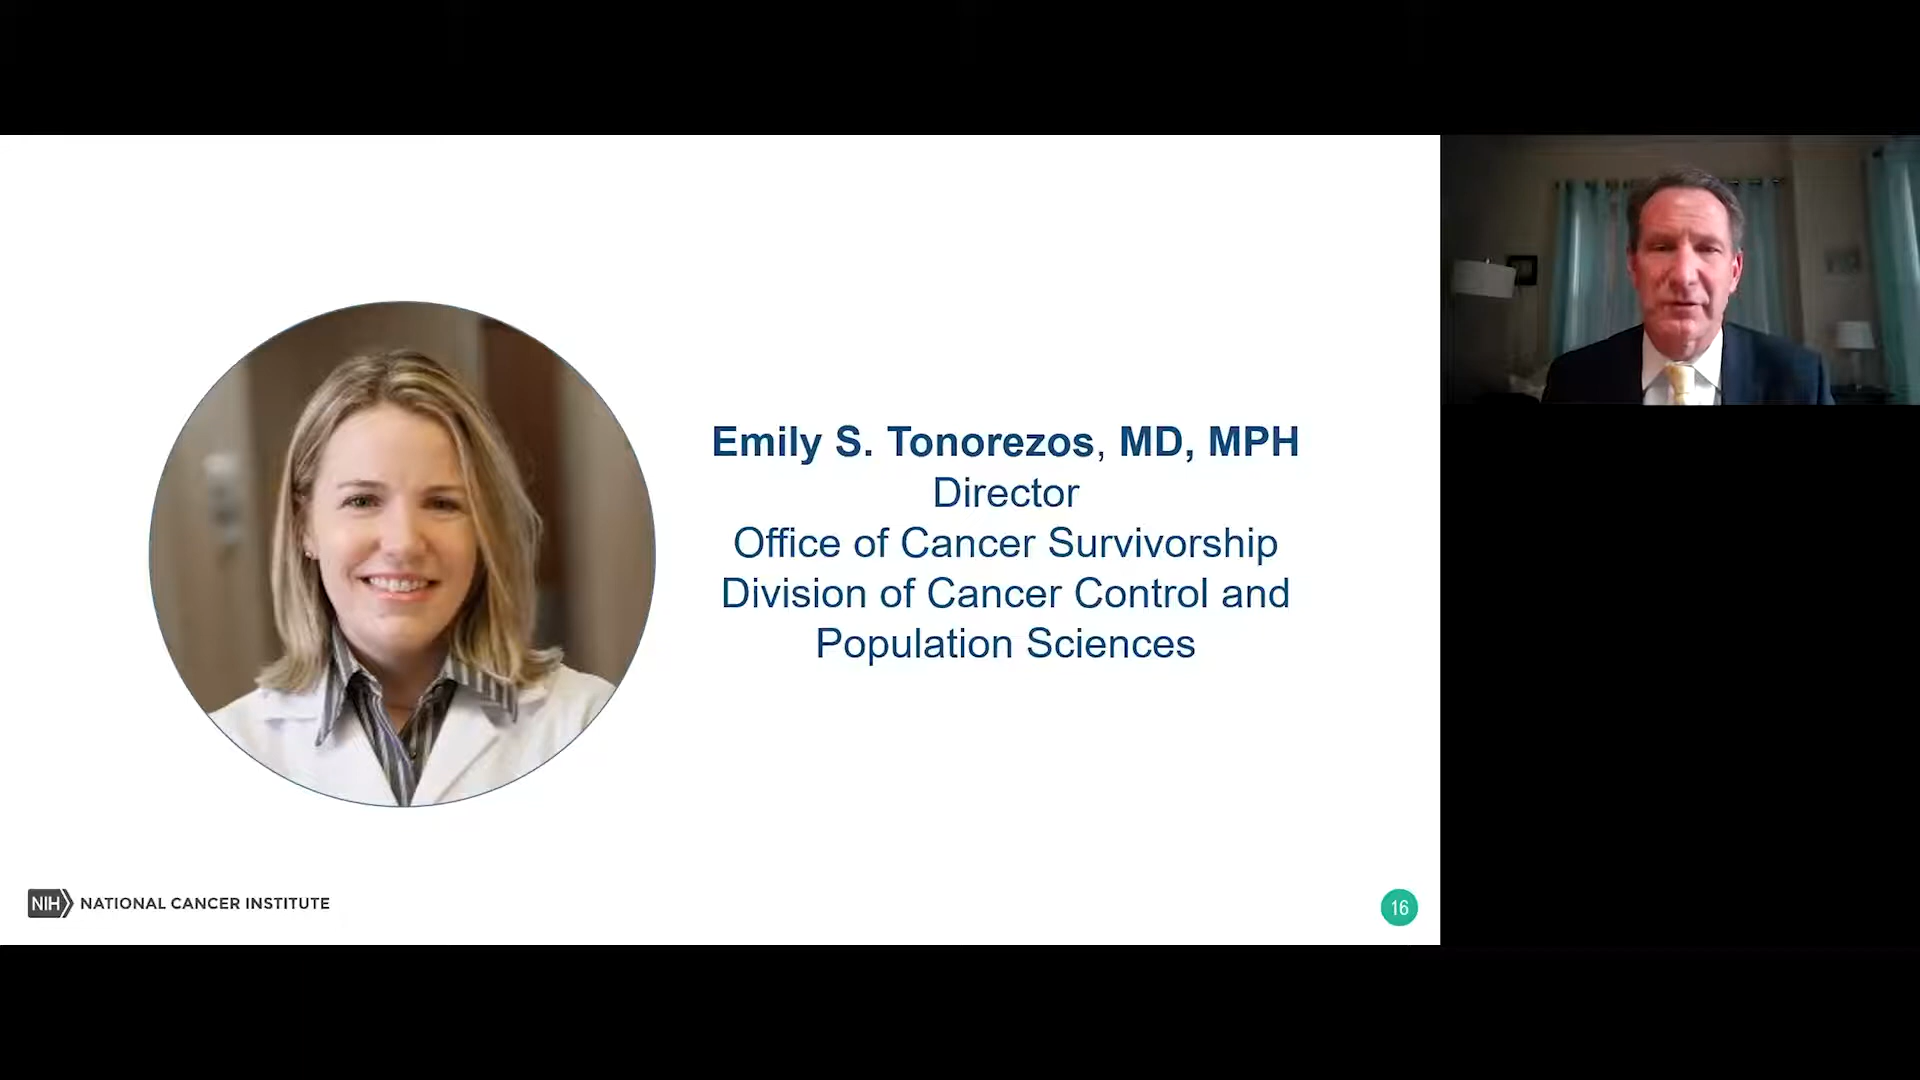 Emily S. Tonorezos, MD, MPH
Director
Office of Cancer Survivorship
Division of Cancer Control and
Population Sciences
NIH NATIONAL CANCER INSTITUTE
16